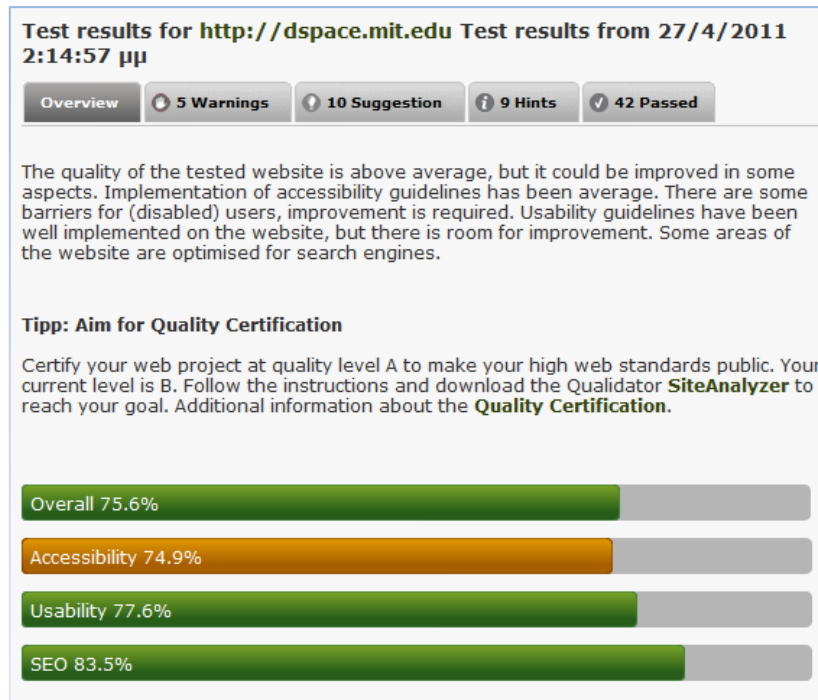 Test results for http://dspace.mit.edu Test results from 27/4/2011
2:14:57 μμ
Overview 5 Warnings 10 Suggestion 9 Hints 42 Passed
The quality of the tested website is above average, but it could be improved in some
aspects. Implementation of accessibility guidelines has been average. There are some
barriers for (disabled) users, improvement is required. Usability guidelines have been
well implemented on the website, but there is room for improvement. Some areas of
the website are optimised for search engines.
Tipp: Aim for Quality Certification
Certify your web project at quality level A to make your high web standards public. Your
current level is B. Follow the instructions and download the Qualidator SiteAnalyzer to
reach your goal. Additional information about the Quality Certification.
Overall 75.6%
Accessibility 74.9%
Usability 77.6%
SEO 83.5%